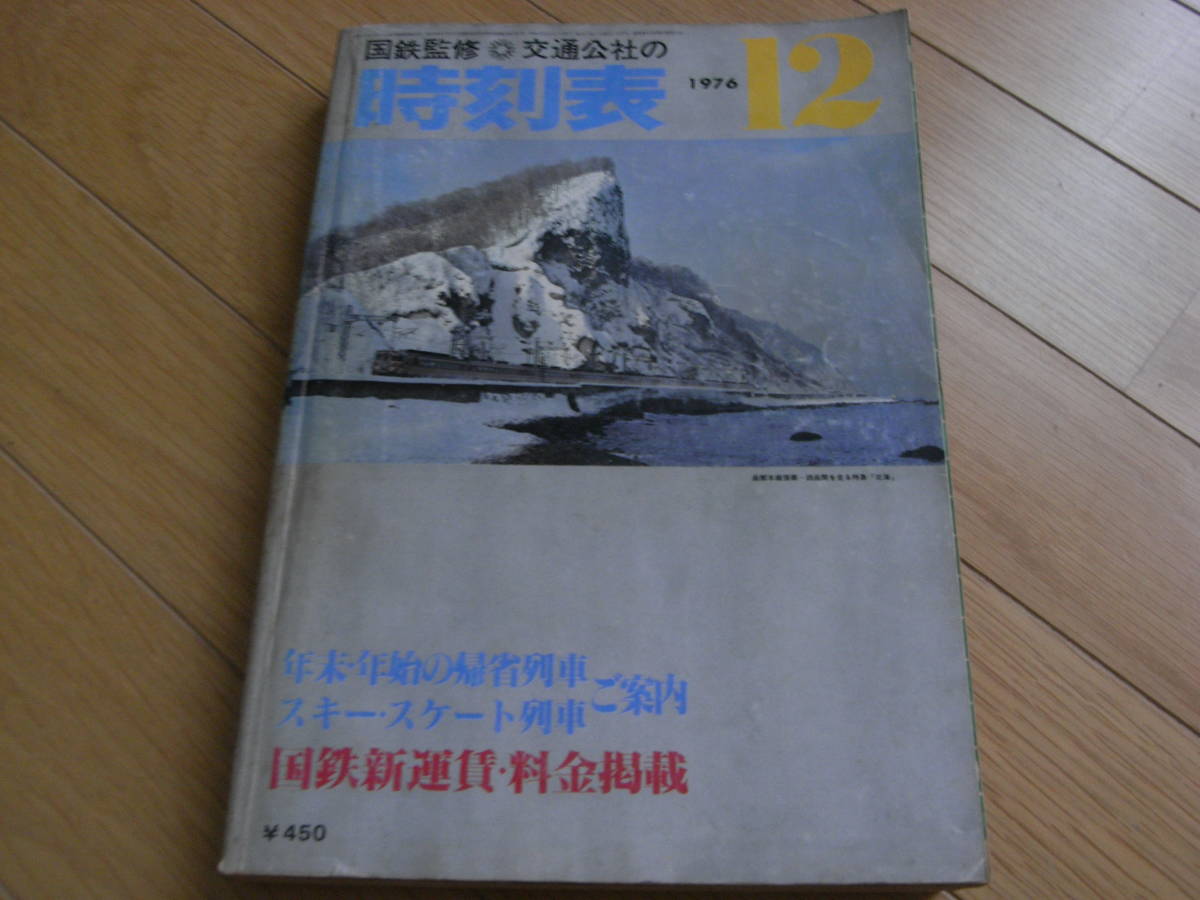 国鉄監修 交通公社の
時刻表 1976 12
年末・年始の帰省列車
スキー・スケート列車 ご案内
国鉄新運賃・料金掲載
¥450